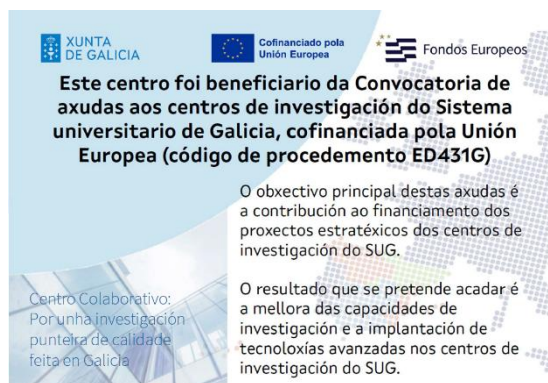 XUNTA
DE GALICIA
Cofinanciado pola
Unión Europea
Fondos Europeos
Este centro foi beneficiario da Convocatoria de
axudas aos centros de investigación do Sistema
universitario de Galicia, cofinanciada pola Unión
Europea (código de procedemento ED431G)
O obxectivo principal destas axudas é
a contribución ao financiamento dos
proxectos estratéxicos dos centros de
investigación do SUG.
O resultado que se pretende acadar é
a mellora das capacidades de
investigación e a implantación de
tecnoloxías avanzadas nos centros de
investigación do SUG.
Centro Colaborativo:
Por unha investigación
punteira de calidade
feita en Galicia